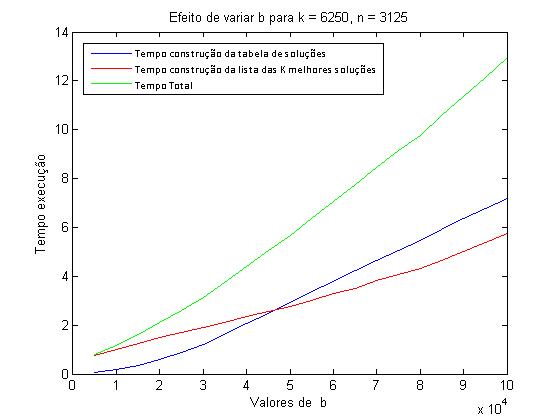 Efeito de variar b para k = 6250, n = 3125
Tempo construção da tabela de soluções
Tempo construção da lista das K melhores soluções
Tempo Total
Tempo execução
14
12
10
8
6
4
2
0
0 1 2 3 4 5 6 7 8 9 10
x 10^4
Valores de b